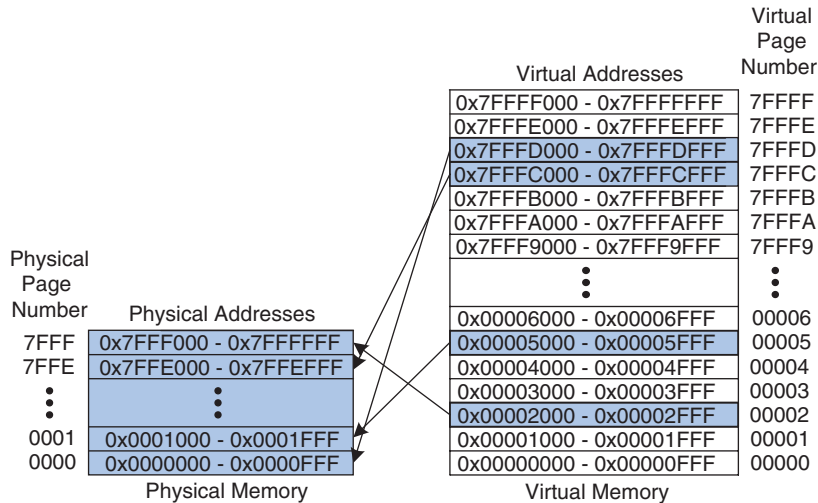 Virtual
Page
Number
Virtual Addresses
0x7FFFF000 - 0x7FFFFFFF 7FFFF
0x7FFFE000 - 0x7FFFEFFF 7FFFE
0x7FFFD000 - 0x7FFFDFFF 7FFFD
0x7FFFC000 - 0x7FFFCFFF 7FFFC
0x7FFFB000 - 0x7FFFBFFF 7FFFB
0x7FFFA000 - 0x7FFFAFFF 7FFFA
0x7FFF9000 - 0x7FFF9FFF 7FFF9
0x00006000 - 0x00006FFF 00006
0x00005000 - 0x00005FFF 00005
0x00004000 - 0x00004FFF 00004
0x00003000 - 0x00003FFF 00003
0x00002000 - 0x00002FFF 00002
0x00001000 - 0x00001FFF 00001
0x00000000 - 0x00000FFF 00000
Virtual Memory
Physical
Page
Number
Physical Addresses
7FFF 0x7FFF000 - 0x7FFFFFF
7FFE 0x7FFE000 - 0x7FFEFFF
0001 0x0001000 - 0x0001FFF
0000 0x0000000 - 0x0000FFF
Physical Memory